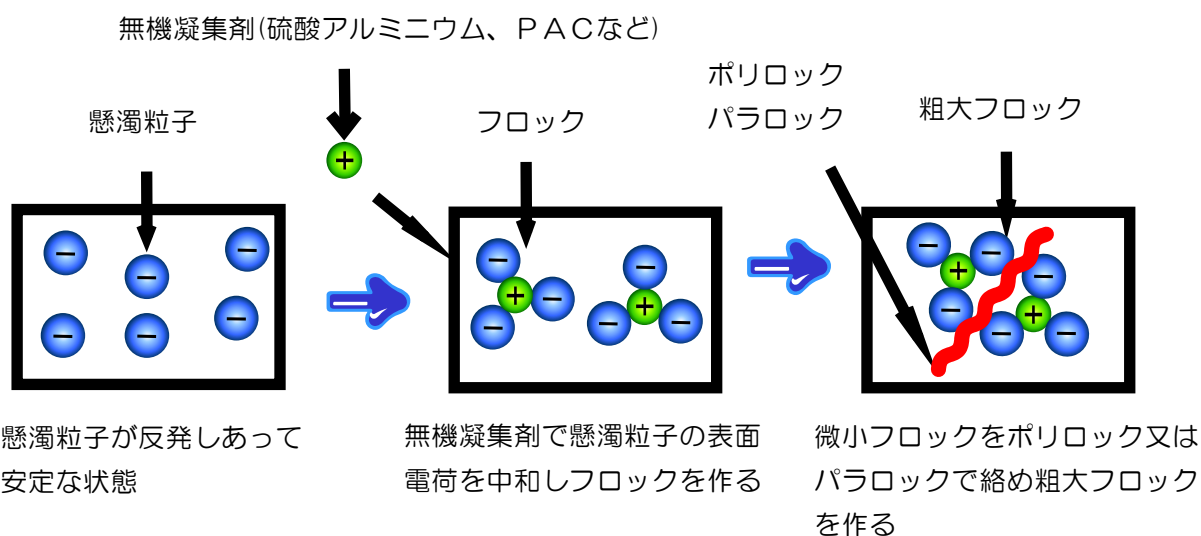 無機凝集剤(硫酸アルミニウム、ＰＡＣなど)
ポリロック
パラロック
懸濁粒子
フロック
粗大フロック
懸濁粒子が反発しあって
安定な状態
無機凝集剤で懸濁粒子の表面
電荷を中和しフロックを作る
微小フロックをポリロック又は
パラロックで絡め粗大フロック
を作る